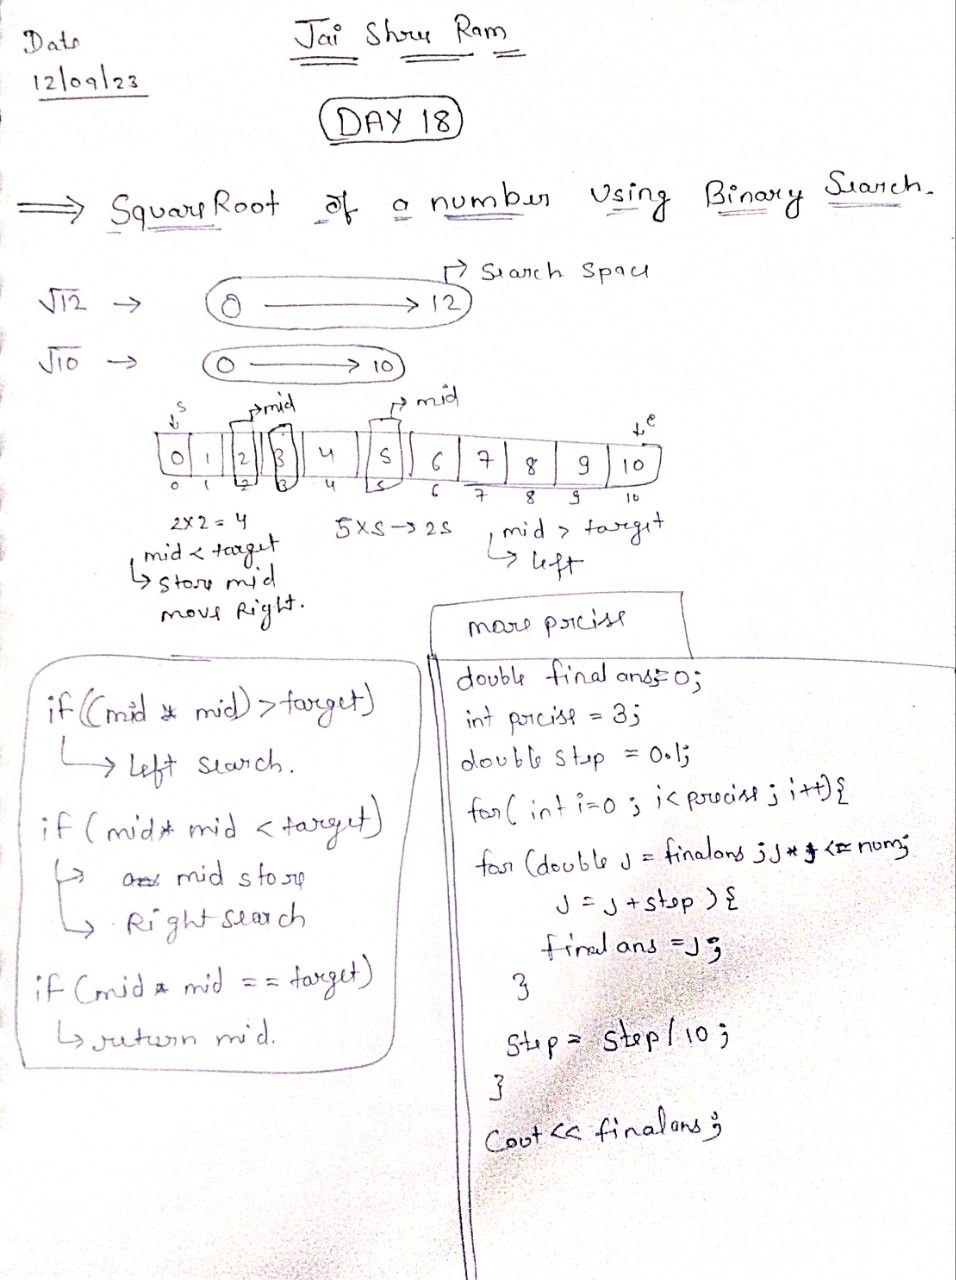 Date
12/09/23
Jai Shree Ram
DAY 18
⟹ Square Root of a number Using Binary Search.
√12 → 0 → 12 ↱ Search Space
√10 → 0 → 10
s mid mid e
0 1 2 3 4 5 6 7 8 9 10
0 1 2 3 4 5 6 7 8 9 10
2×2 = 4
mid < target
↳ store mid
move Right.
5×5 → 25
mid > target
↳ left
if((mid * mid) > target)
↳ left search.
if (mid * mid < target)
↳ mid store
↳ Right search
if (mid * mid == target)
↳ return mid.
more precise
double final ans = 0;
int precise = 3;
double step = 0.1;
for( int i=0 ; i< precise ; i++){
for (double j = finalans ; j * j <= num;
j = j + step ) {
final ans = j;
}
step = step / 10 ;
}
Cout << finalans ;